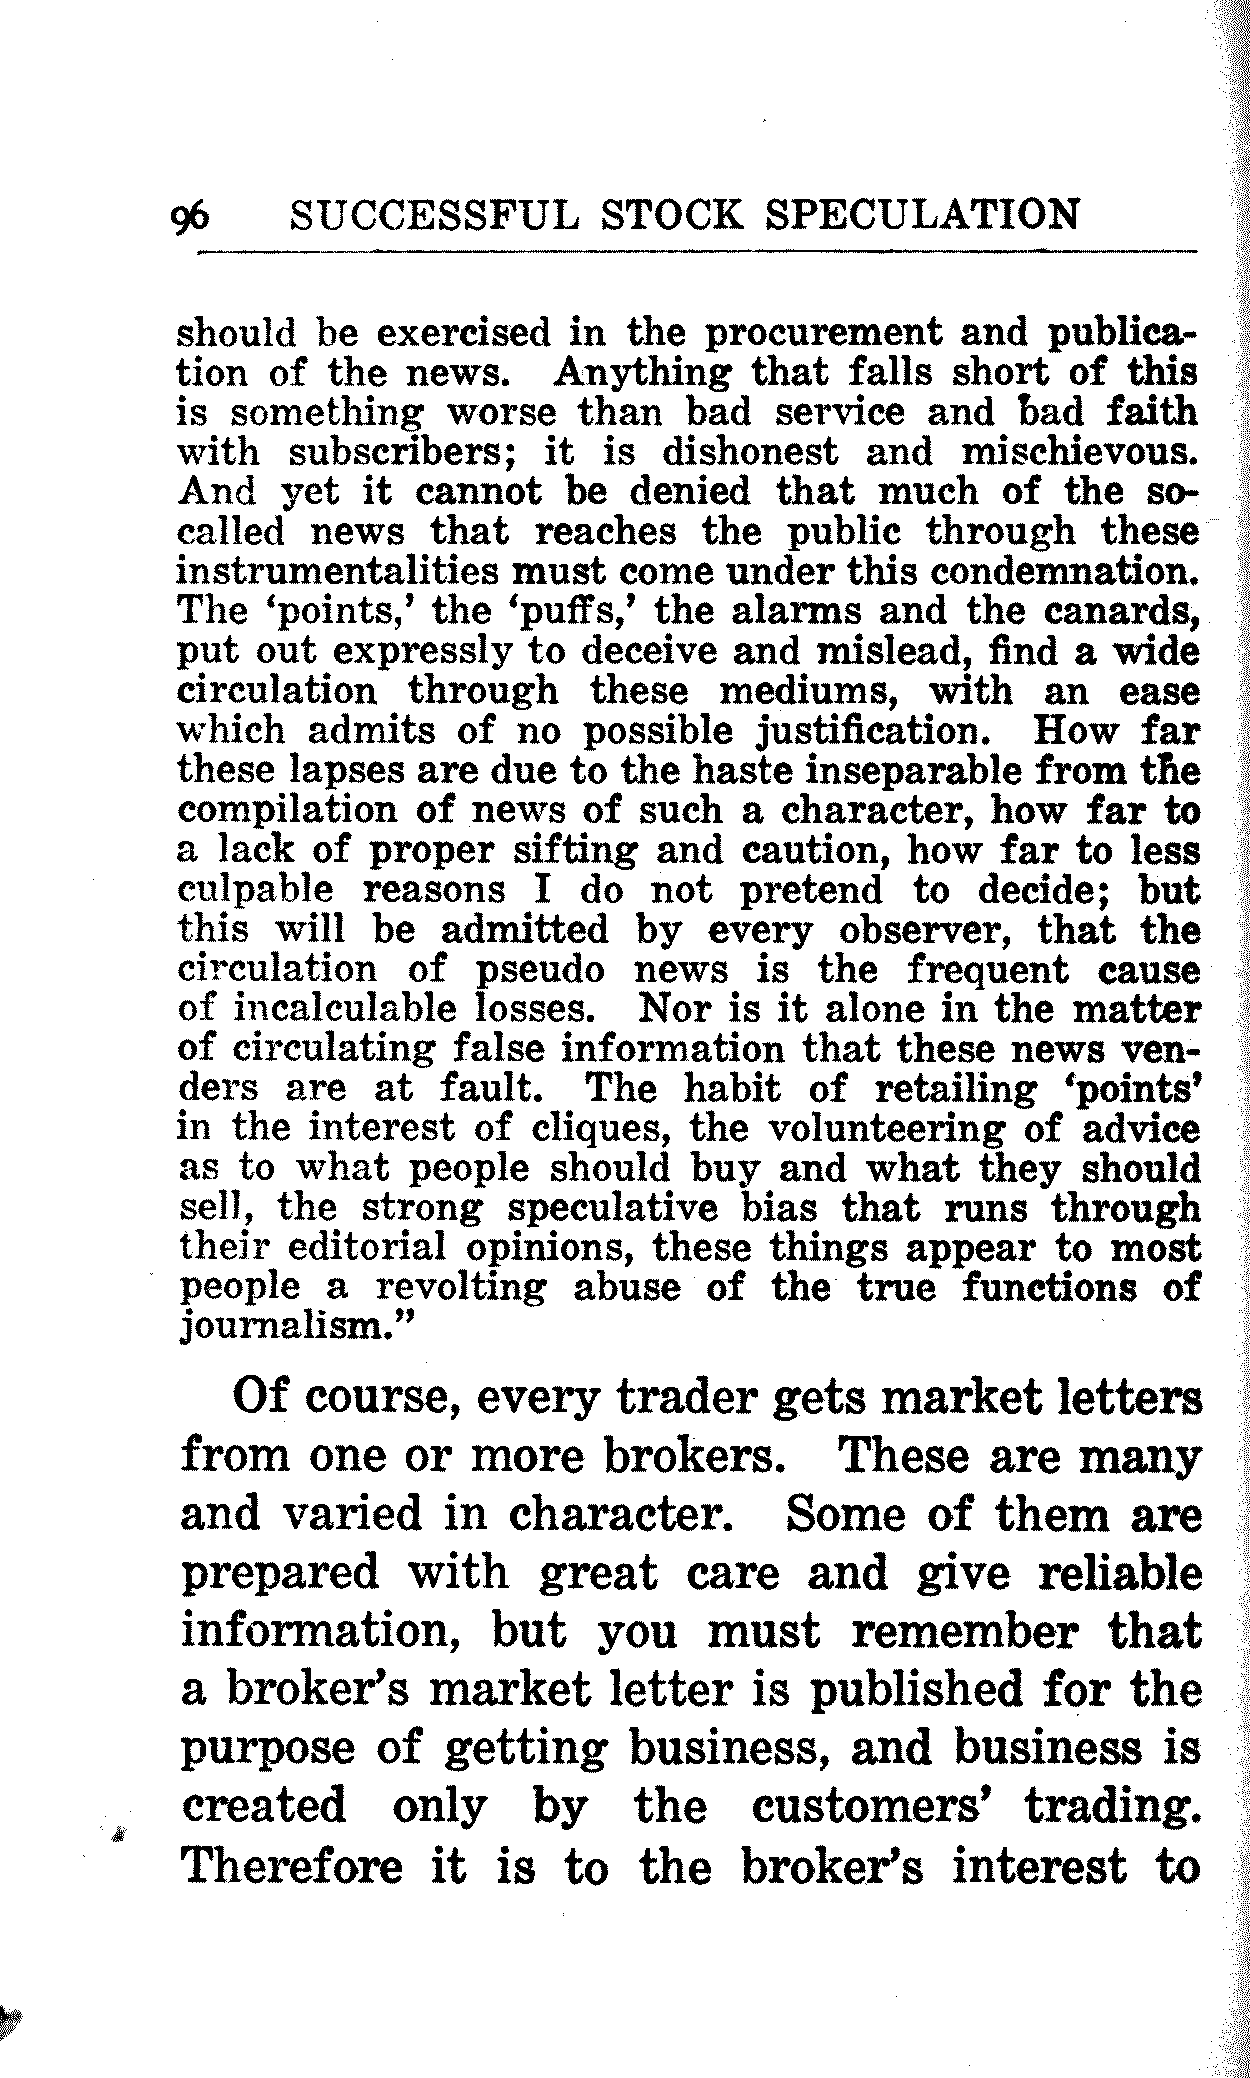 96 SUCCESSFUL STOCK SPECULATION
should be exercised in the procurement and publica-
tion of the news. Anything that falls short of this
is something worse than bad service and bad faith
with subscribers; it is dishonest and mischievous.
And yet it cannot be denied that much of the so-
called news that reaches the public through these
instrumentalities must come under this condemnation.
The ‘points,’ the ‘puffs,’ the alarms and the canards,
put out expressly to deceive and mislead, find a wide
circulation through these mediums, with an ease
which admits of no possible justification. How far
these lapses are due to the haste inseparable from the
compilation of news of such a character, how far to
a lack of proper sifting and caution, how far to less
culpable reasons I do not pretend to decide; but
this will be admitted by every observer, that the
circulation of pseudo news is the frequent cause
of incalculable losses. Nor is it alone in the matter
of circulating false information that these news ven-
ders are at fault. The habit of retailing ‘points’
in the interest of cliques, the volunteering of advice
as to what people should buy and what they should
sell, the strong speculative bias that runs through
their editorial opinions, these things appear to most
people a revolting abuse of the true functions of
journalism.”
Of course, every trader gets market letters
from one or more brokers. These are many
and varied in character. Some of them are
prepared with great care and give reliable
information, but you must remember that
a broker’s market letter is published for the
purpose of getting business, and business is
created only by the customers’ trading.
Therefore it is to the broker’s interest to